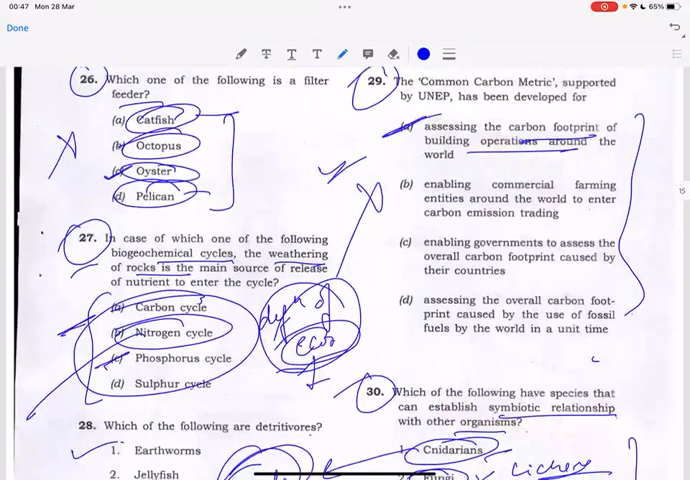 00:47 Mon 28 Mar
65%
Done
26. Which one of the following is a filter
feeder?
(a) Catfish
(b) Octopus
(c) Oyster
(d) Pelican
27. In case of which one of the following
biogeochemical cycles, the weathering
of rocks is the main source of release
of nutrient to enter the cycle?
(a) Carbon cycle
(b) Nitrogen cycle
(c) Phosphorus cycle
(d) Sulphur cycle
28. Which of the following are detritivores?
1. Earthworms
2. Jellyfish
29. The 'Common Carbon Metric', supported
by UNEP, has been developed for
(a) assessing the carbon footprint of
building operations around the
world
(b) enabling commercial farming
entities around the world to enter
carbon emission trading
(c) enabling governments to assess the
overall carbon footprint caused by
their countries
(d) assessing the overall carbon foot-
print caused by the use of fossil
fuels by the world in a unit time
30. Which of the following have species that
can establish symbiotic relationship
with other organisms?
1. Cnidarians
2. Fungi
15